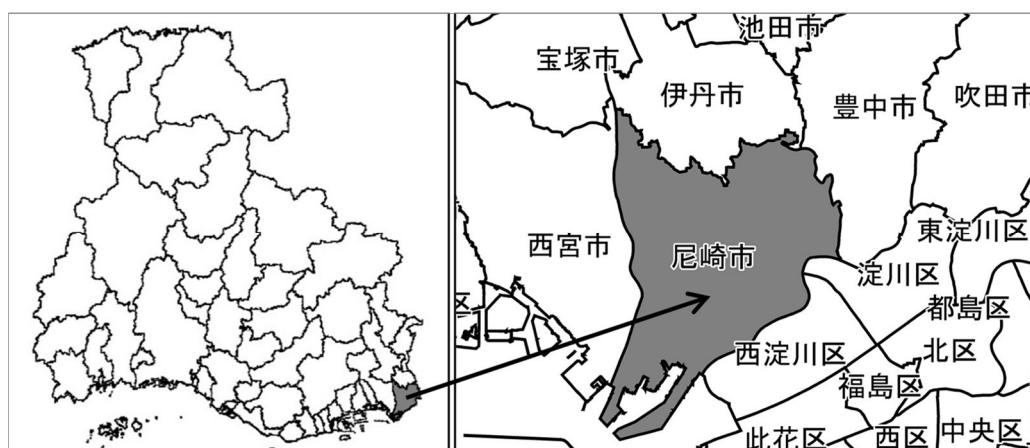 池田市
宝塚市
伊丹市
豊中市
吹田市
西宮市
尼崎市
東淀川区
淀川区
区
都島区
西淀川区
北区
福島区
此花区
西区
中央区